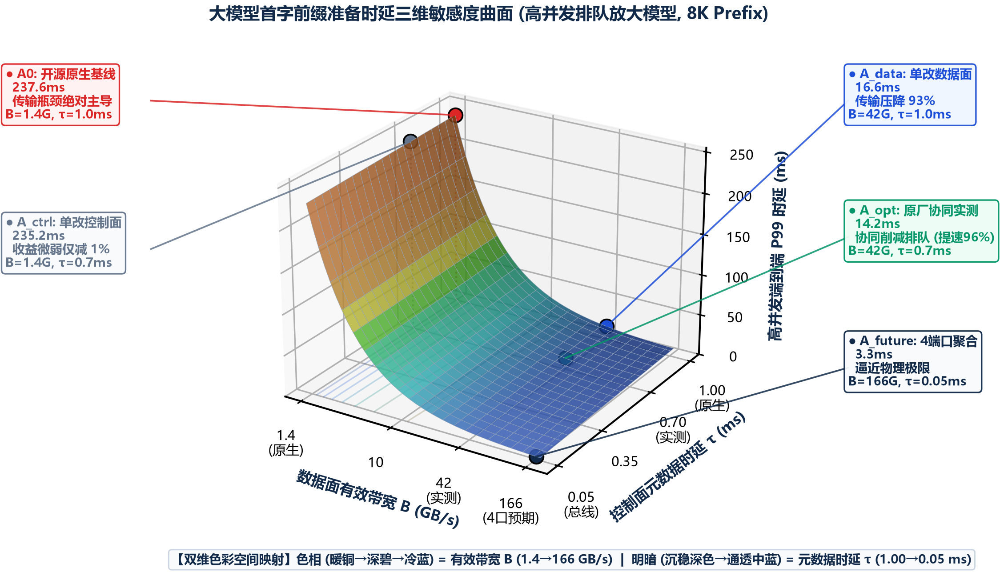 大模型首字前缀准备时延三维敏感度曲面 (高并发排队放大模型, 8K Prefix)
● A0: 开源原生基线
237.6ms
传输瓶颈绝对主导
B=1.4G, τ=1.0ms
● A_ctrl: 单改控制面
235.2ms
收益微弱仅减 1%
B=1.4G, τ=0.7ms
● A_data: 单改数据面
16.6ms
传输压降 93%
B=42G, τ=1.0ms
● A_opt: 原厂协同实测
14.2ms
协同削减排队 (提速96%)
B=42G, τ=0.7ms
● A_future: 4端口聚合
3.3ms
逼近物理极限
B=166G, τ=0.05ms
250
200
150
100
50
0
高并发端到端 P99 时延 (ms)
1.00
(原生)
0.70
(实测)
0.35
0.05
(总线)
控制面元数据时延 τ (ms)
1.4
(原生)
10
42
(实测)
166
(4口预期)
数据面有效带宽 B (GB/s)
【双维色彩空间映射】色相 (暖铜→深碧→冷蓝) = 有效带宽 B (1.4→166 GB/s) | 明暗 (沉稳深色→通透中蓝) = 元数据时延 τ (1.00→0.05 ms)